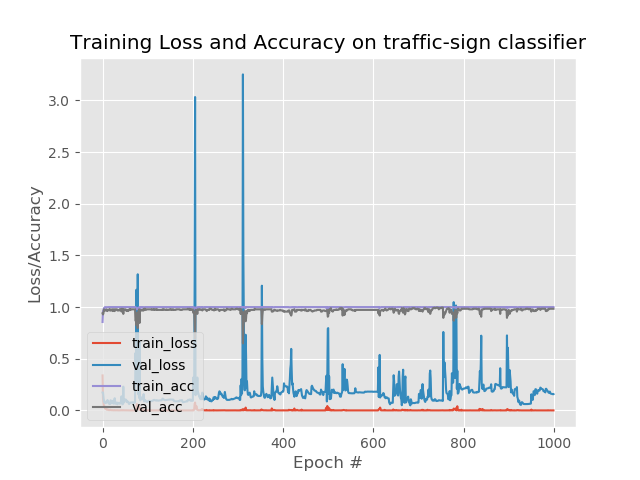 Training Loss and Accuracy on traffic-sign classifier
Loss/Accuracy
3.0
2.5
2.0
1.5
1.0
0.5
0.0
train_loss
val_loss
train_acc
val_acc
0 200 400 600 800 1000
Epoch #